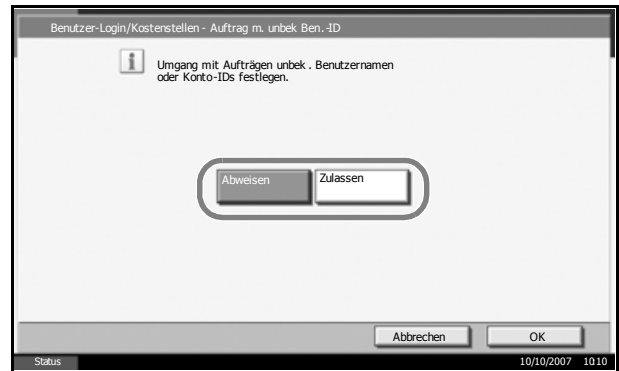 Benutzer-Login/Kostenstellen - Auftrag m. unbek Ben.-ID
i
Umgang mit Aufträgen unbek . Benutzernamen
oder Konto-IDs festlegen.
Abweisen
Zulassen
Abbrechen
OK
Status
10/10/2007 10:10